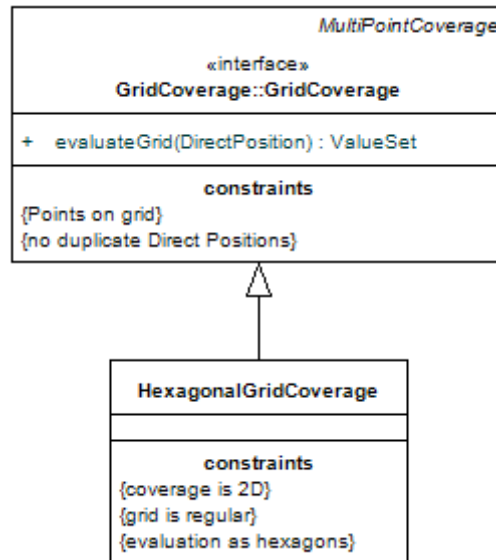 MultiPointCoverage
«interface»
GridCoverage::GridCoverage
+ evaluateGrid(DirectPosition) : ValueSet
constraints
{Points on grid}
{no duplicate Direct Positions}
HexagonalGridCoverage
constraints
{coverage is 2D}
{grid is regular}
{evaluation as hexagons}